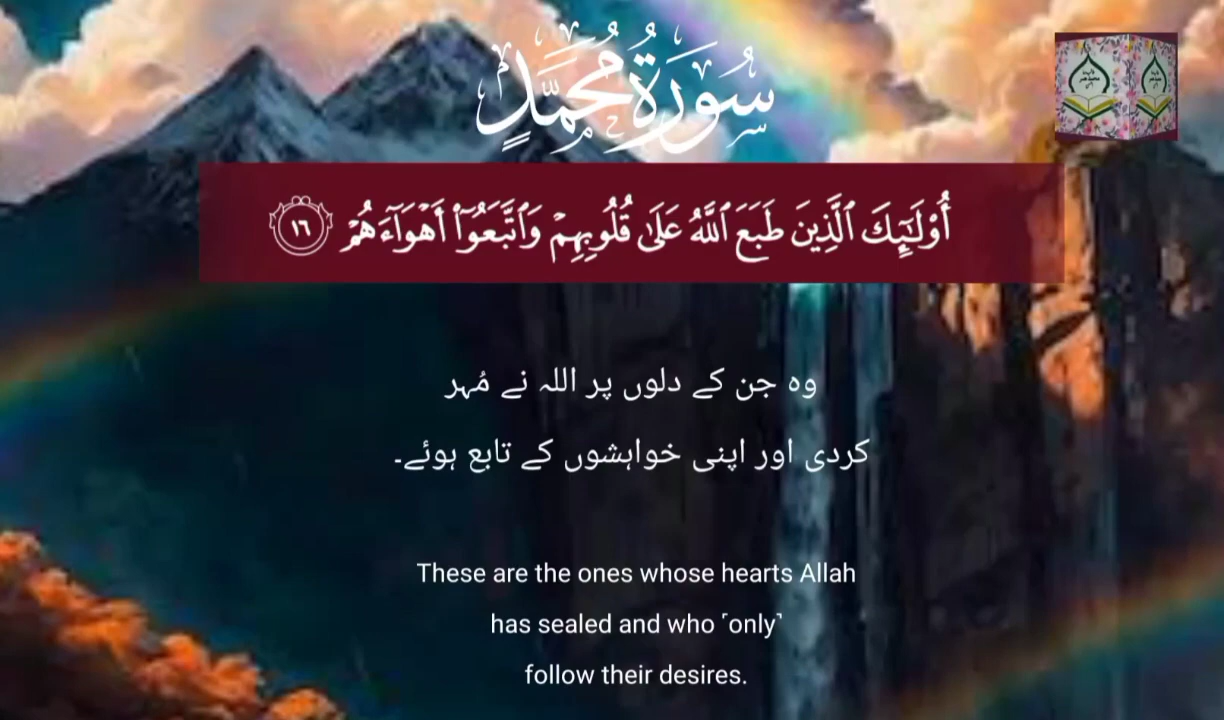 سُورَةُ مُحَمَّدٍ
أُوْلَـٰٓئِكَ ٱلَّذِينَ طَبَعَ ٱللَّهُ عَلَىٰ قُلُوبِهِمۡ وَٱتَّبَعُوٓاْ أَهۡوَآءَهُمۡ ١٦
وہ جن کے دلوں پر اللہ نے مُہر
کردی اور اپنی خواہشوں کے تابع ہوئے۔
These are the ones whose hearts Allah
has sealed and who ˹only˺
follow their desires.